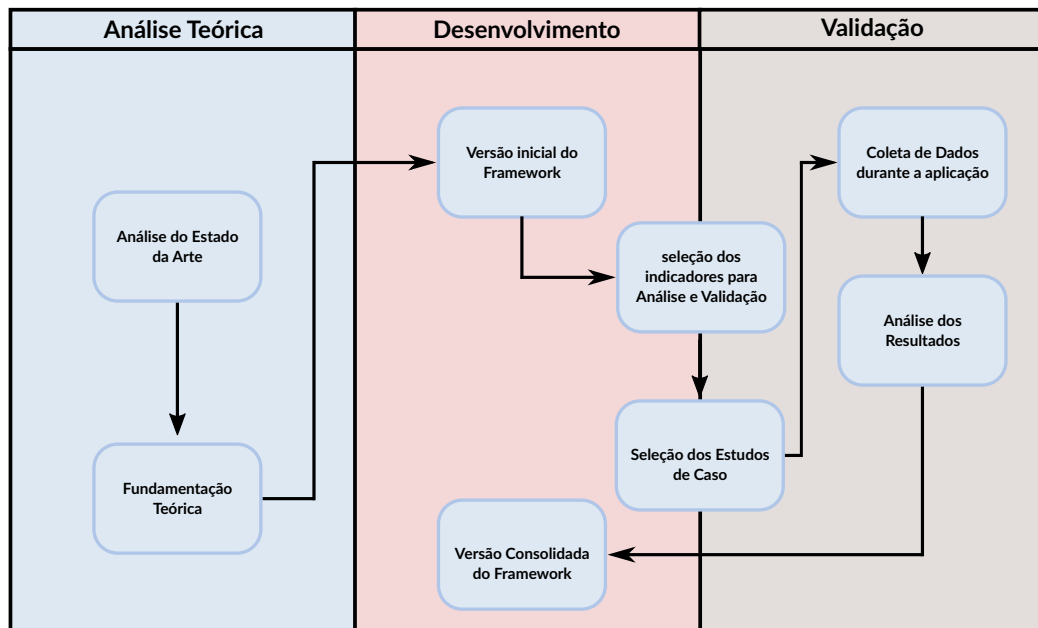 Análise Teórica
Desenvolvimento
Validação
Análise do Estado
da Arte
Fundamentação
Teórica
Versão inicial do
Framework
seleção dos
indicadores para
Análise e Validação
Seleção dos Estudos
de Caso
Coleta de Dados
durante a aplicação
Análise dos
Resultados
Versão Consolidada
do Framework